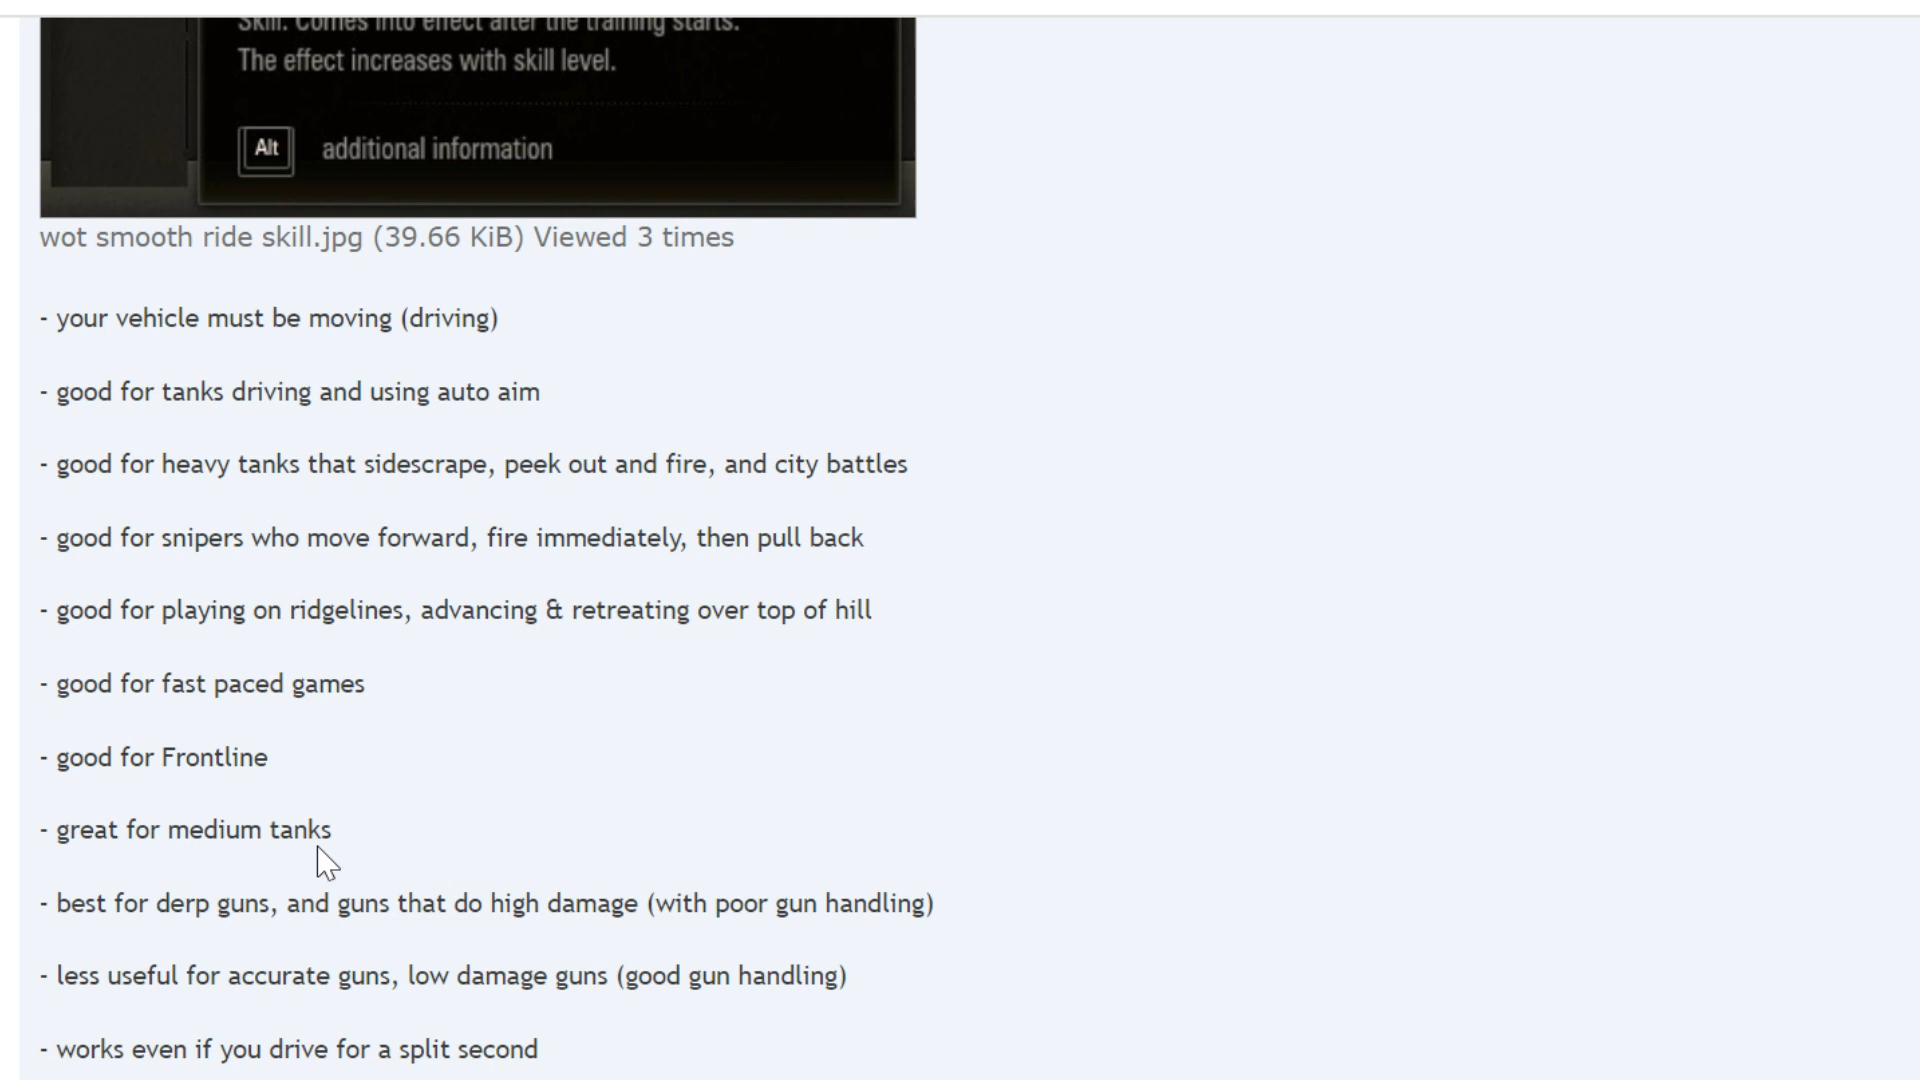 Skill. Comes into effect after the training starts.
The effect increases with skill level.
Alt additional information
wot smooth ride skill.jpg (39.66 KiB) Viewed 3 times
- your vehicle must be moving (driving)
- good for tanks driving and using auto aim
- good for heavy tanks that sidescrape, peek out and fire, and city battles
- good for snipers who move forward, fire immediately, then pull back
- good for playing on ridgelines, advancing & retreating over top of hill
- good for fast paced games
- good for Frontline
- great for medium tanks
- best for derp guns, and guns that do high damage (with poor gun handling)
- less useful for accurate guns, low damage guns (good gun handling)
- works even if you drive for a split second